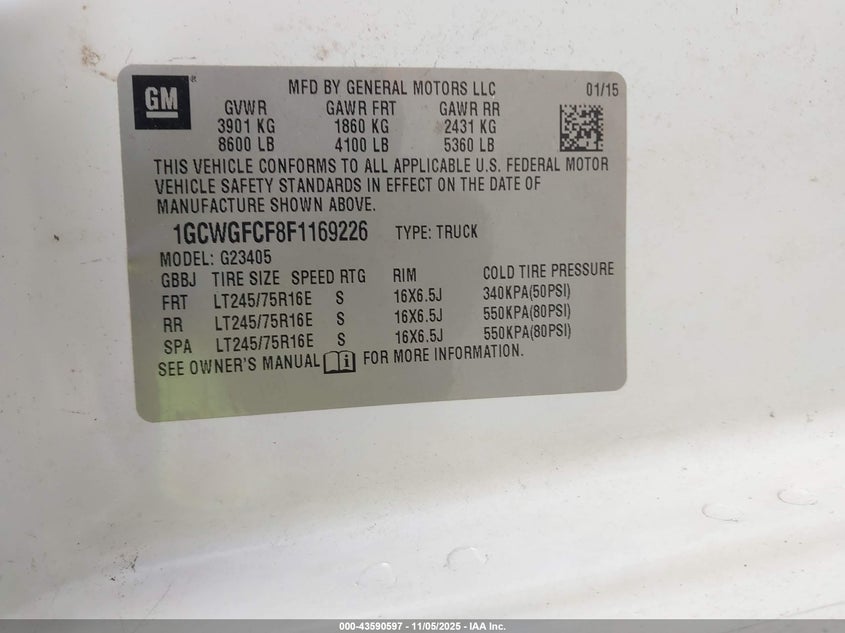 GM ®
MFD BY GENERAL MOTORS LLC 01/15
GVWR GAWR FRT GAWR RR
3901 KG 1860 KG 2431 KG
8600 LB 4100 LB 5360 LB
THIS VEHICLE CONFORMS TO ALL APPLICABLE U.S. FEDERAL MOTOR
VEHICLE SAFETY STANDARDS IN EFFECT ON THE DATE OF
MANUFACTURE SHOWN ABOVE.
1GCWGFCF8F1169226 TYPE: TRUCK
MODEL: G23405
GBBJ TIRE SIZE SPEED RTG RIM COLD TIRE PRESSURE
FRT LT245/75R16E S 16X6.5J 340KPA(50PSI)
RR LT245/75R16E S 16X6.5J 550KPA(80PSI)
SPA LT245/75R16E S 16X6.5J 550KPA(80PSI)
SEE OWNER'S MANUAL i FOR MORE INFORMATION.
000-43590597 - 11/05/2025 - IAA Inc.